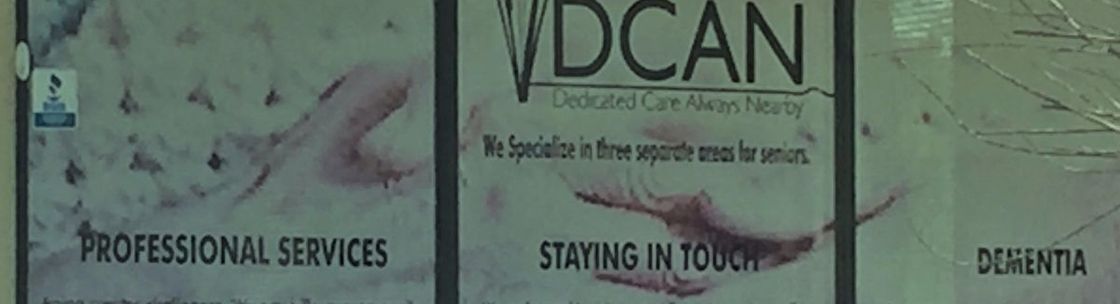 DCAN
Dedicated Care Always Nearby
We Specialize in three separate areas for seniors.
PROFESSIONAL SERVICES
STAYING IN TOUCH
DEMENTIA